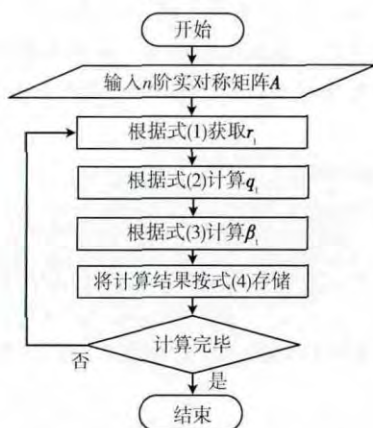 开始
输入n阶实对称矩阵A
根据式(1)获取r₁
根据式(2)计算q₁
根据式(3)计算β₁
将计算结果按式(4)存储
计算完毕
否
是
结束